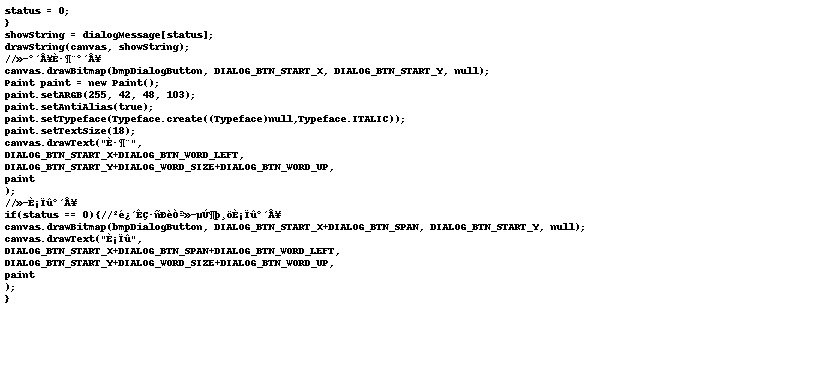 status = 0;
}
showString = dialogMessage[status];
drawString(canvas, showString);
//»­°´Å¥È·¶¨°´Å¥
canvas.drawBitmap(bmpDialogButton, DIALOG_BTN_START_X, DIALOG_BTN_START_Y, null);
Paint paint = new Paint();
paint.setARGB(255, 42, 48, 103);
paint.setAntiAlias(true);
paint.setTypeface(Typeface.create((Typeface)null,Typeface.ITALIC));
paint.setTextSize(18);
canvas.drawText("È·¶¨",
DIALOG_BTN_START_X+DIALOG_BTN_WORD_LEFT,
DIALOG_BTN_START_Y+DIALOG_WORD_SIZE+DIALOG_BTN_WORD_UP,
paint
);
//»­È¡Ïû°´Å¥
if(status == 0){//²é¿´ÊÇ·ñÐèÒª»­µÚ¶þ¸öÈ¡Ïû°´Å¥
canvas.drawBitmap(bmpDialogButton, DIALOG_BTN_START_X+DIALOG_BTN_SPAN, DIALOG_BTN_START_Y, null);
canvas.drawText("È¡Ïû",
DIALOG_BTN_START_X+DIALOG_BTN_SPAN+DIALOG_BTN_WORD_LEFT,
DIALOG_BTN_START_Y+DIALOG_WORD_SIZE+DIALOG_BTN_WORD_UP,
paint
);
}